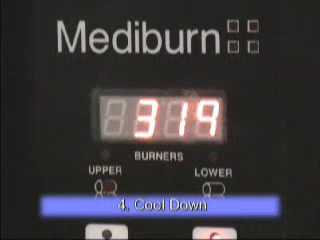 Mediburn
319
BURNERS
UPPER LOWER
4. Cool Down